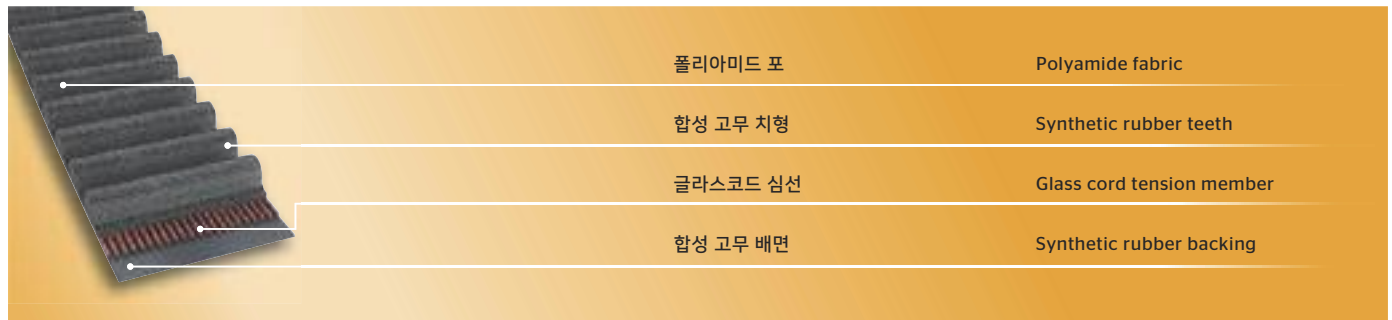 폴리아미드 포 Polyamide fabric
합성 고무 치형 Synthetic rubber teeth
글라스코드 심선 Glass cord tension member
합성 고무 배면 Synthetic rubber backing